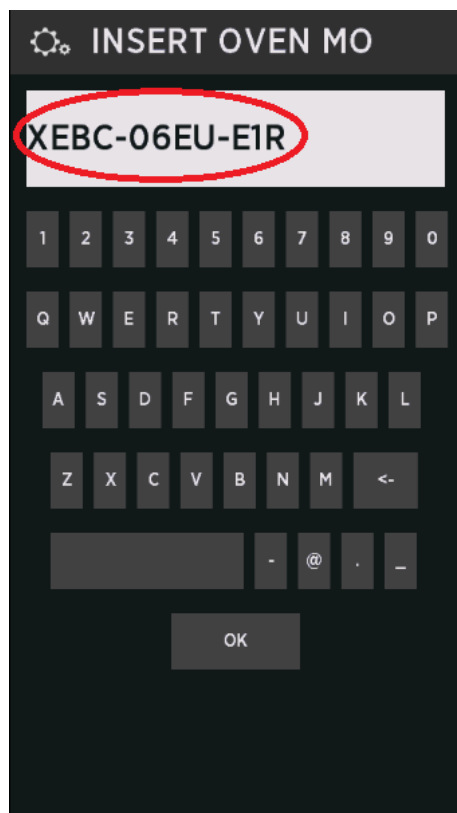 INSERT OVEN MO
XEBC-06EU-E1R
1 2 3 4 5 6 7 8 9 0
Q W E R T Y U I O P
A S D F G H J K L
Z X C V B N M <-
- @ . _
OK